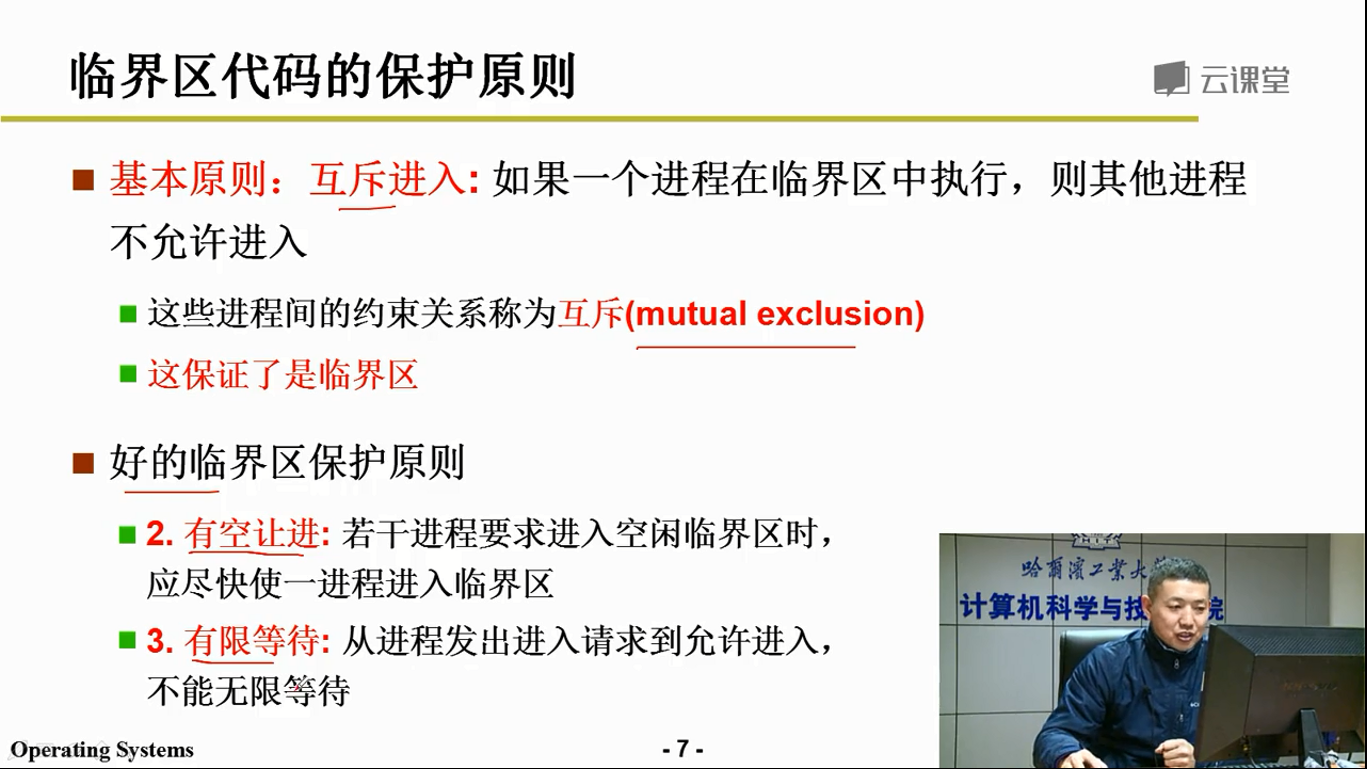 临界区代码的保护原则
云课堂
■ 基本原则：互斥进入: 如果一个进程在临界区中执行，则其他进程
不允许进入
■ 这些进程间的约束关系称为互斥(mutual exclusion)
■ 这保证了是临界区
■ 好的临界区保护原则
■ 2. 有空让进: 若干进程要求进入空闲临界区时，
应尽快使一进程进入临界区
■ 3. 有限等待: 从进程发出进入请求到允许进入，
不能无限等待
哈爾濱工業大
计算机科学与技
院
Operating Systems
- 7 -